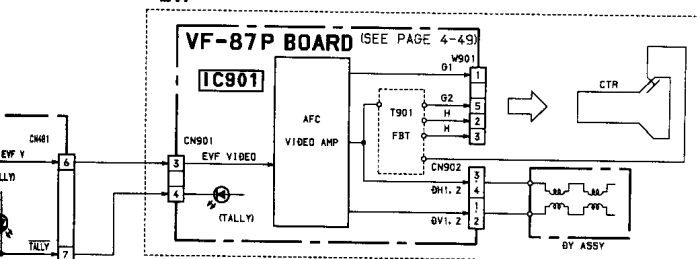 VF-87P BOARD (SEE PAGE 4-49)
W901
IC901
G1
1
CTR
AFC
VIDEO AMP
T901
FBT
G2
5
H
2
H
3
CN481
EVF V
6
CN901
3
EVF VIDEO
4
(TALLY)
CN902
3
4
DH1. 2
1
2
DV1. 2
DY ASSY
TALLY
7